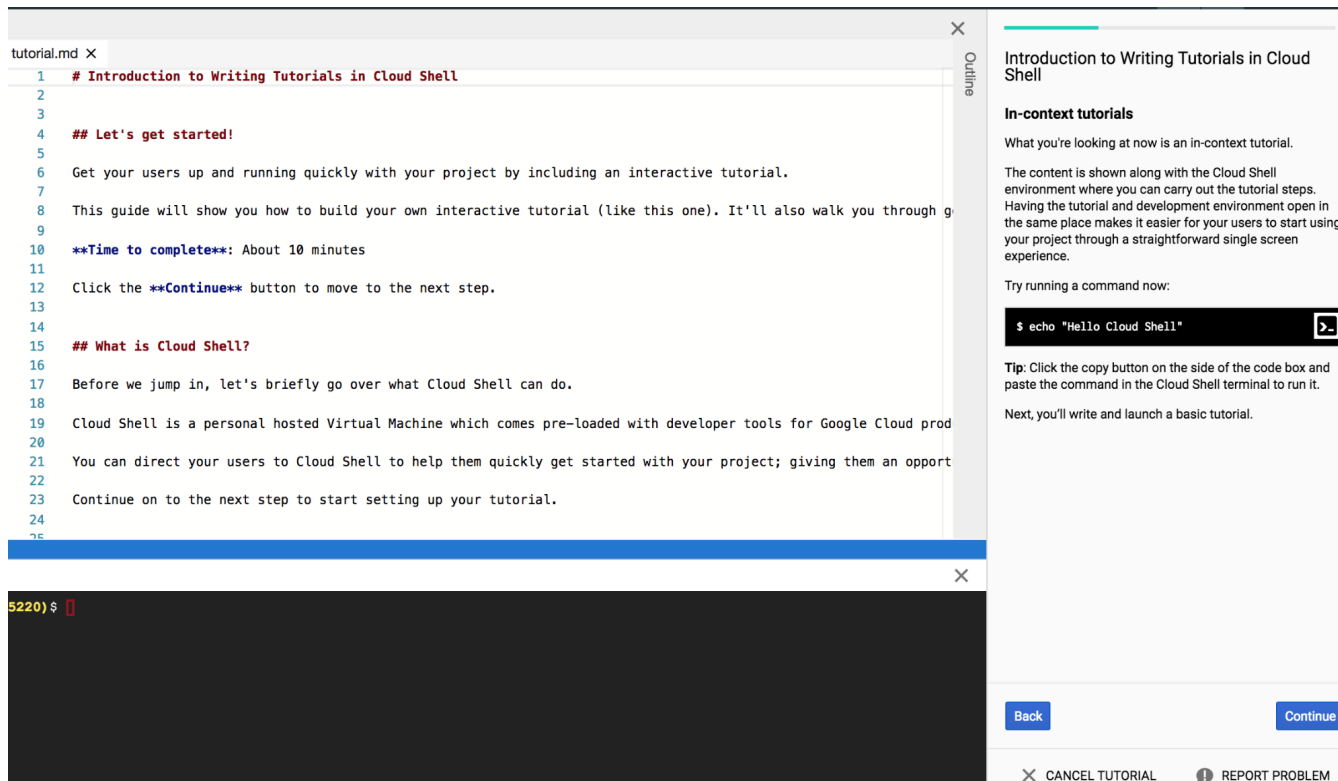 tutorial.md
Outline
1 # Introduction to Writing Tutorials in Cloud Shell
2
3
4 ## Let's get started!
5
6 Get your users up and running quickly with your project by including an interactive tutorial.
7
8 This guide will show you how to build your own interactive tutorial (like this one). It'll also walk you through g
9
10 **Time to complete**: About 10 minutes
11
12 Click the **Continue** button to move to the next step.
13
14
15 ## What is Cloud Shell?
16
17 Before we jump in, let's briefly go over what Cloud Shell can do.
18
19 Cloud Shell is a personal hosted Virtual Machine which comes pre-loaded with developer tools for Google Cloud prod
20
21 You can direct your users to Cloud Shell to help them quickly get started with your project; giving them an opport
22
23 Continue on to the next step to start setting up your tutorial.
24
25
5220)$
Introduction to Writing Tutorials in Cloud
Shell
In-context tutorials
What you're looking at now is an in-context tutorial.
The content is shown along with the Cloud Shell
environment where you can carry out the tutorial steps.
Having the tutorial and development environment open in
the same place makes it easier for your users to start using
your project through a straightforward single screen
experience.
Try running a command now:
$ echo "Hello Cloud Shell"
Tip: Click the copy button on the side of the code box and
paste the command in the Cloud Shell terminal to run it.
Next, you'll write and launch a basic tutorial.
Back
Continue
CANCEL TUTORIAL
REPORT PROBLEM